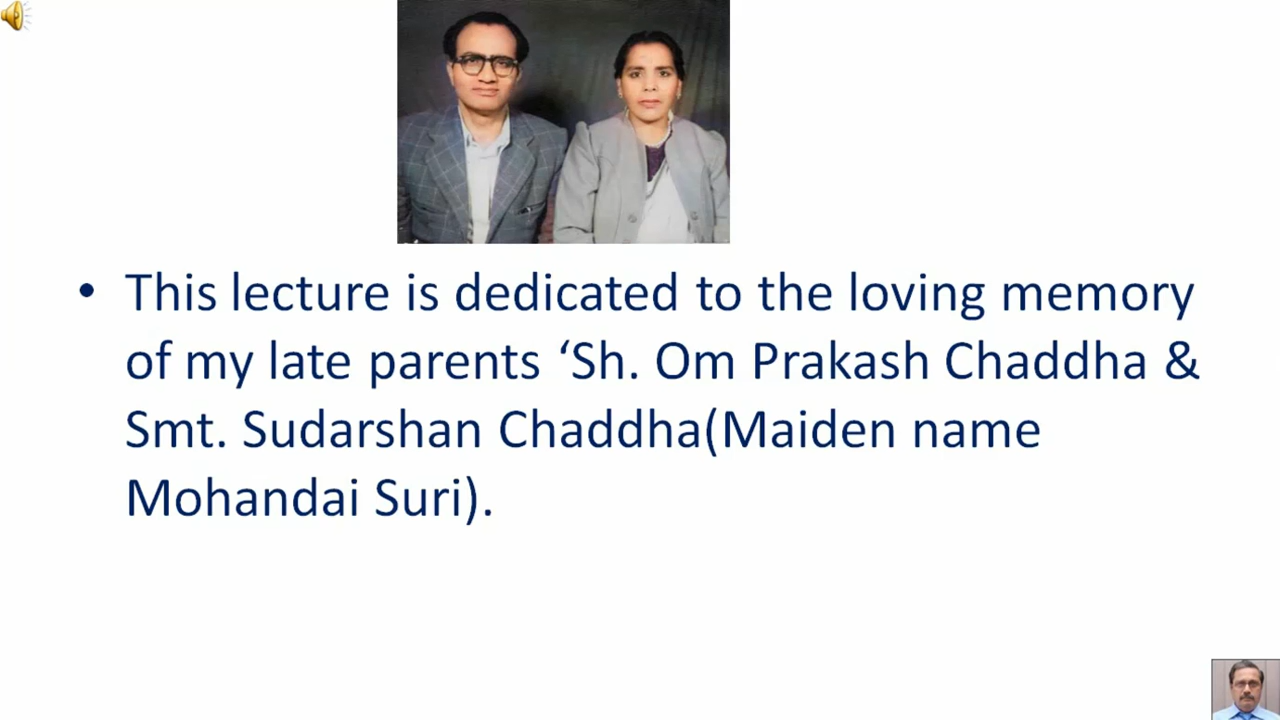 • This lecture is dedicated to the loving memory
of my late parents ‘Sh. Om Prakash Chaddha &
Smt. Sudarshan Chaddha(Maiden name
Mohandai Suri).